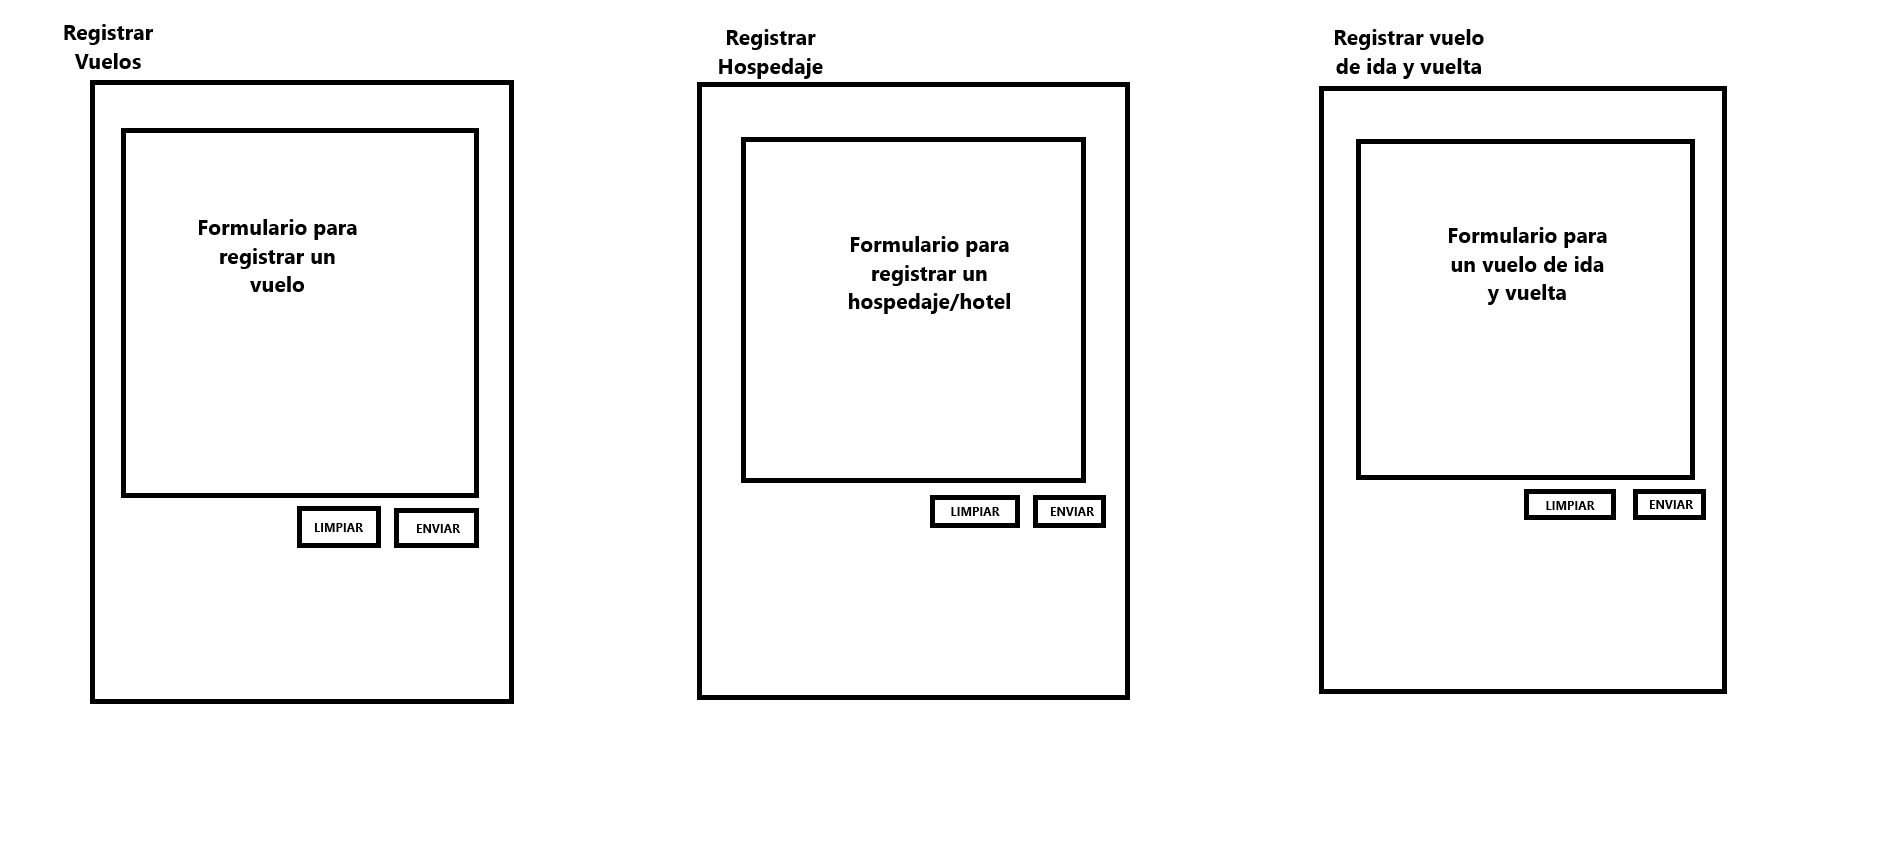 Registrar
Vuelos
Formulario para
registrar un
vuelo
LIMPIAR
ENVIAR
Registrar
Hospedaje
Formulario para
registrar un
hospedaje/hotel
LIMPIAR
ENVIAR
Registrar vuelo
de ida y vuelta
Formulario para
un vuelo de ida
y vuelta
LIMPIAR
ENVIAR